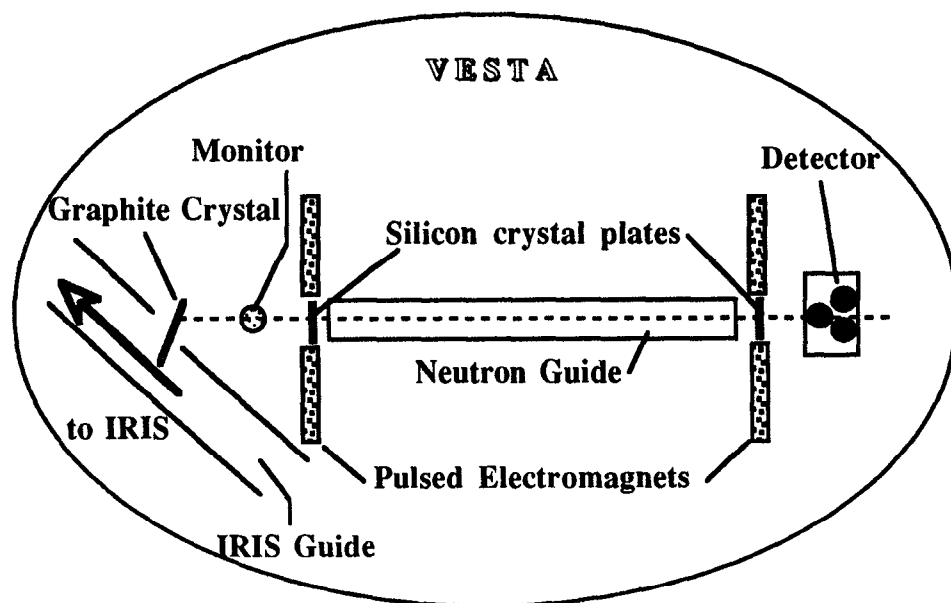 VESTA
Monitor
Detector
Graphite Crystal
Silicon crystal plates
Neutron Guide
to IRIS
Pulsed Electromagnets
IRIS Guide